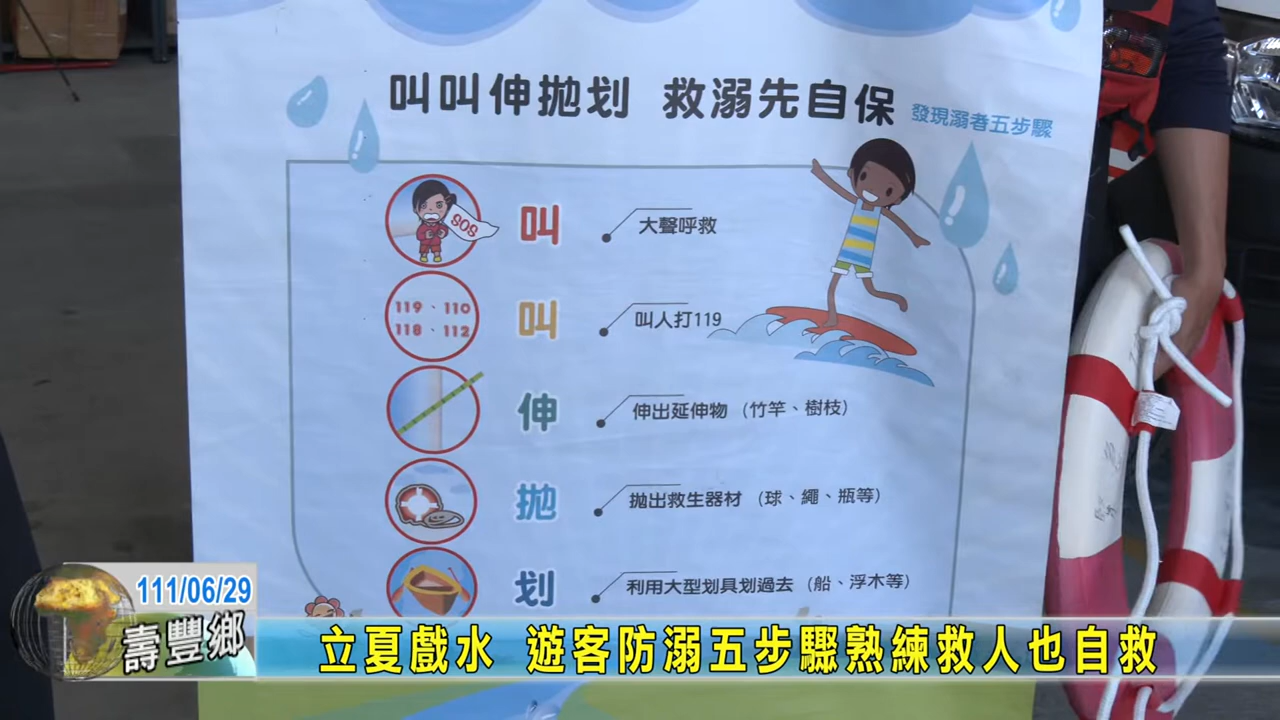 叫叫伸拋划 救溺先自保 發現溺者五步驟
SOS
叫 大聲呼救
119、110
118、112
叫 叫人打119
伸 伸出延伸物 (竹竿、樹枝)
拋 拋出救生器材 (球、繩、瓶等)
划 利用大型划具划過去 (船、浮木等)
111/06/29
壽豐鄉
立夏戲水 遊客防溺五步驟熟練救人也自救